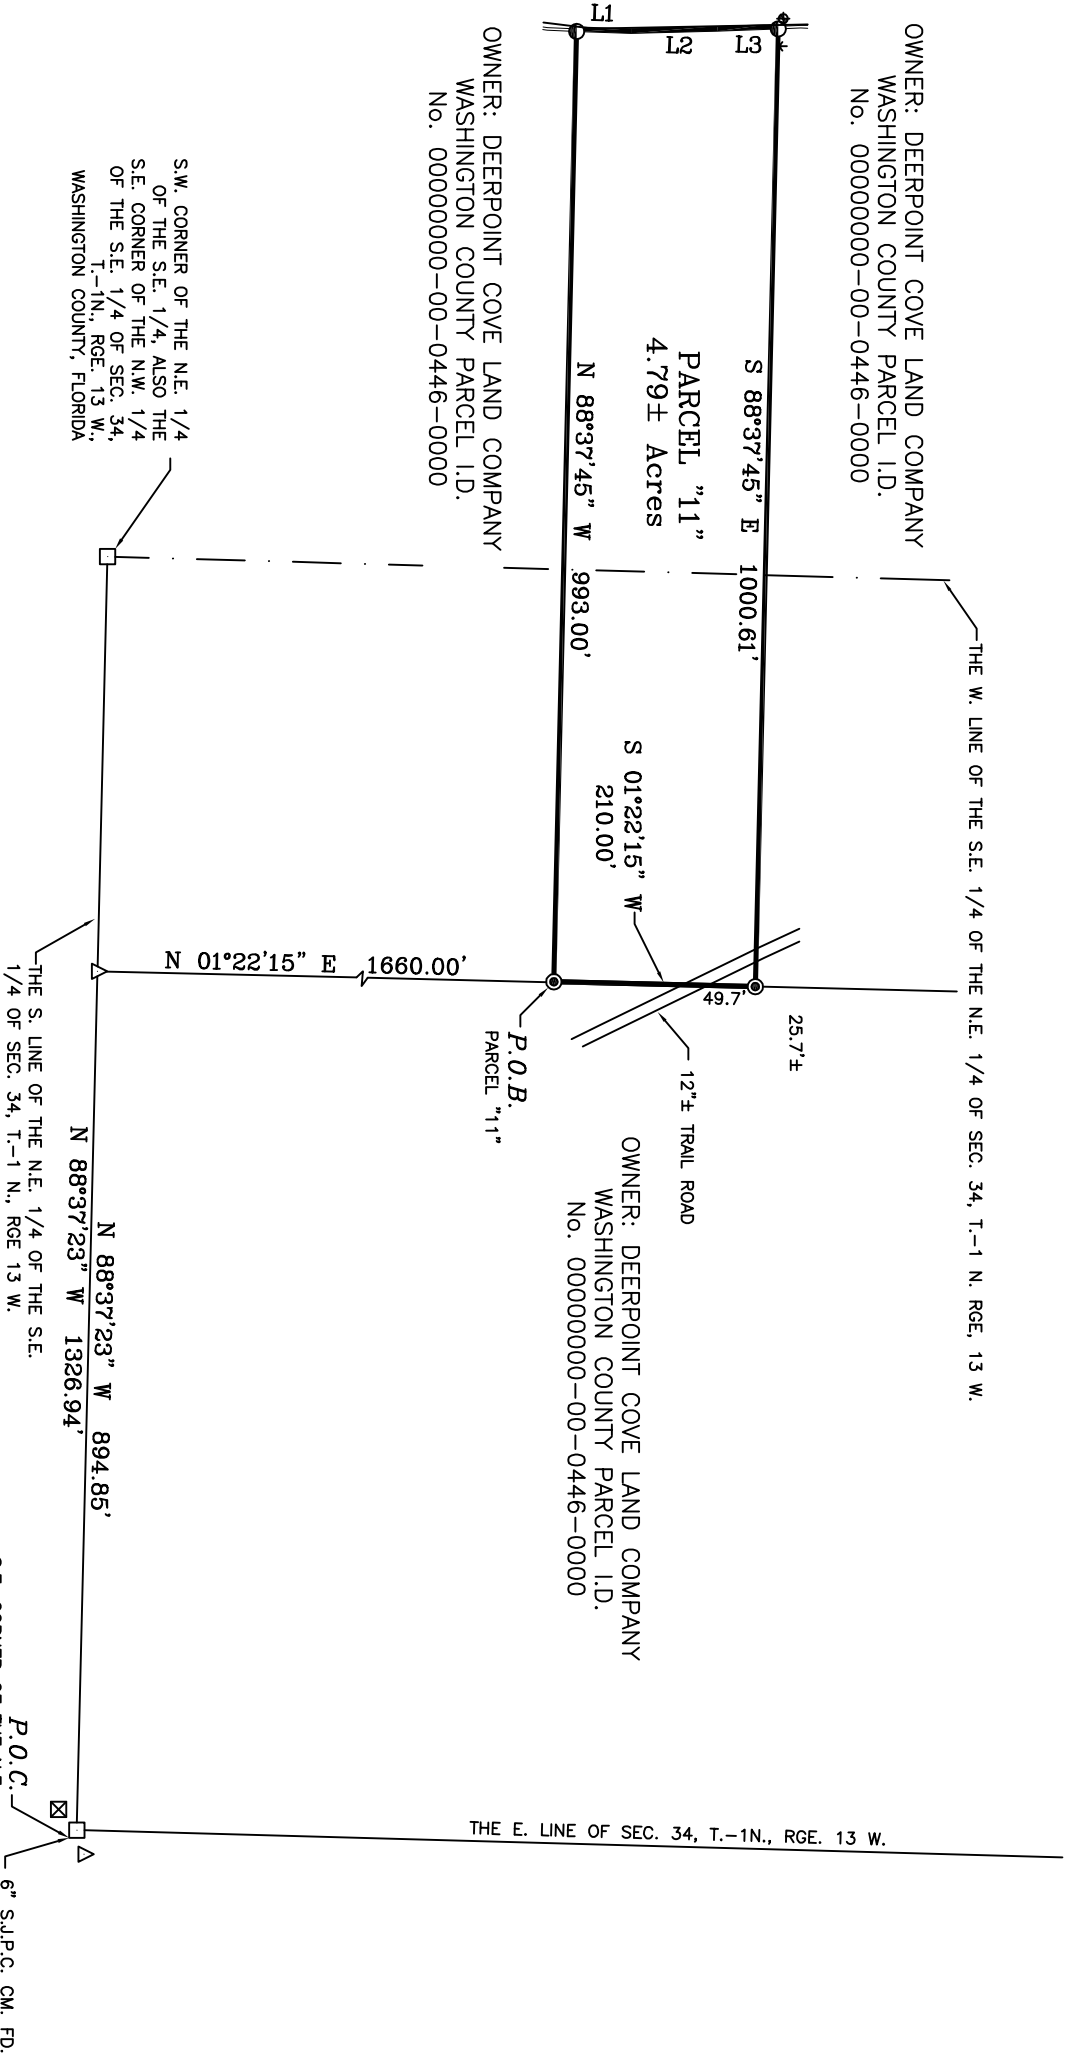 L1
L2
L3
OWNER: DEERPOINT COVE LAND COMPANY
WASHINGTON COUNTY PARCEL I.D.
No. 00000000-00-0446-0000
S 88°37'45" E 1000.61'
PARCEL "11"
4.79± Acres
N 88°37'45" W 993.00'
OWNER: DEERPOINT COVE LAND COMPANY
WASHINGTON COUNTY PARCEL I.D.
No. 00000000-00-0446-0000
S.W. CORNER OF THE N.E. 1/4
OF THE S.E. 1/4, ALSO THE
S.E. CORNER OF THE N.W. 1/4
OF THE S.E. 1/4 OF SEC. 34,
T.-1N., RGE. 13 W.,
WASHINGTON COUNTY, FLORIDA
THE W. LINE OF THE S.E. 1/4 OF THE N.E. 1/4 OF SEC. 34, T.-1 N. RGE, 13 W.
S 01°22'15" W
210.00'
49.7'
25.7'±
12"± TRAIL ROAD
P.O.B.
PARCEL "11"
N 01°22'15" E 1660.00'
OWNER: DEERPOINT COVE LAND COMPANY
WASHINGTON COUNTY PARCEL I.D.
No. 00000000-00-0446-0000
N 88°37'23" W 894.85'
N 88°37'23" W 1326.94'
THE S. LINE OF THE N.E. 1/4 OF THE S.E.
1/4 OF SEC. 34, T.-1 N., RGE 13 W.
THE E. LINE OF SEC. 34, T.-1N., RGE. 13 W.
P.O.C.
6" S.J.P.C. CM. FD.